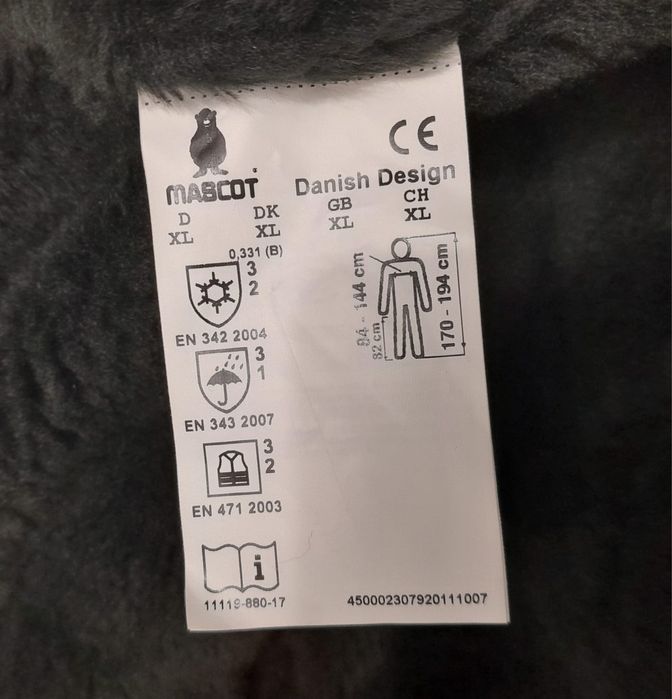 CE
MASCOT
Danish Design
D DK GB CH
XL XL XL XL
0,331 (B)
3
2
EN 342 2004
94 - 144 cm
82 cm
170 - 194 cm
3
1
EN 343 2007
3
2
EN 471 2003
i
11119-880-17
450002307920111007